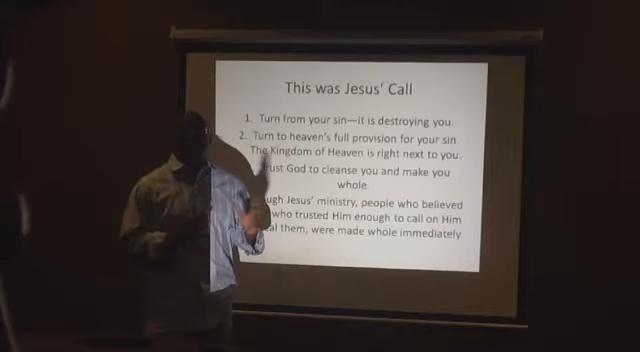 This was Jesus' Call
1. Turn from your sin—it is destroying you.
2. Turn to heaven's full provision for your sin.
The Kingdom of Heaven is right next to you.
God to cleanse you and make you
whole.
Jesus' ministry, people who believed
who trusted Him enough to call on Him
them, were made whole immediately.